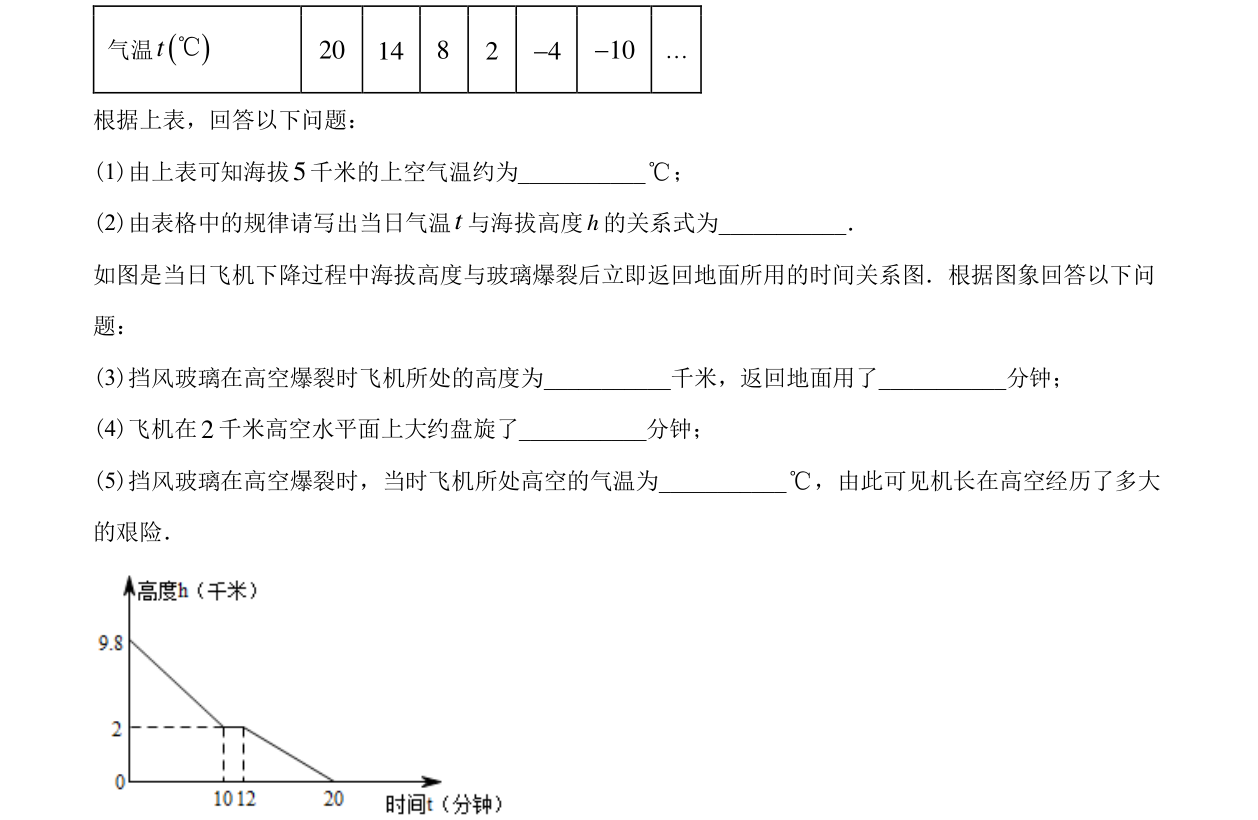 气温t(℃) 20 14 8 2 −4 −10 …
根据上表，回答以下问题：
(1)由上表可知海拔5千米的上空气温约为___________℃；
(2)由表格中的规律请写出当日气温t与海拔高度h的关系式为___________．
如图是当日飞机下降过程中海拔高度与玻璃爆裂后立即返回地面所用的时间关系图．根据图象回答以下问
题：
(3)挡风玻璃在高空爆裂时飞机所处的高度为___________千米，返回地面用了___________分钟；
(4)飞机在2千米高空水平面上大约盘旋了___________分钟；
(5)挡风玻璃在高空爆裂时，当时飞机所处高空的气温为___________℃，由此可见机长在高空经历了多大
的艰险．
高度h（千米）
9.8
2
0
10 12 20
时间t（分钟）